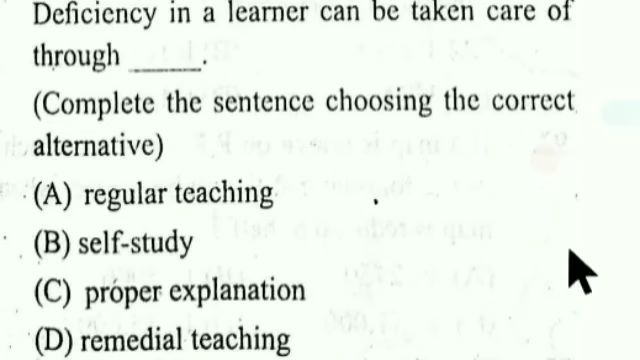 Deficiency in a learner can be taken care of
through _____.
(Complete the sentence choosing the correct
alternative)
(A) regular teaching
(B) self-study
(C) proper explanation
(D) remedial teaching